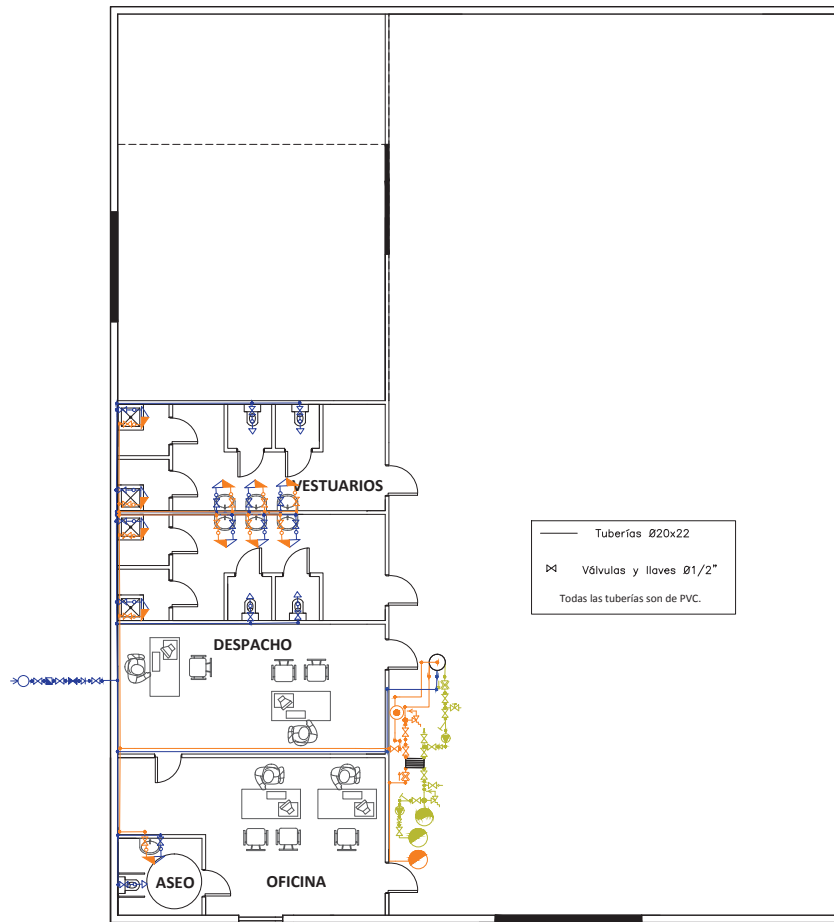 VESTUARIOS
Tuberías Ø20x22
Válvulas y llaves Ø1/2"
Todas las tuberías son de PVC.
DESPACHO
ASEO
OFICINA